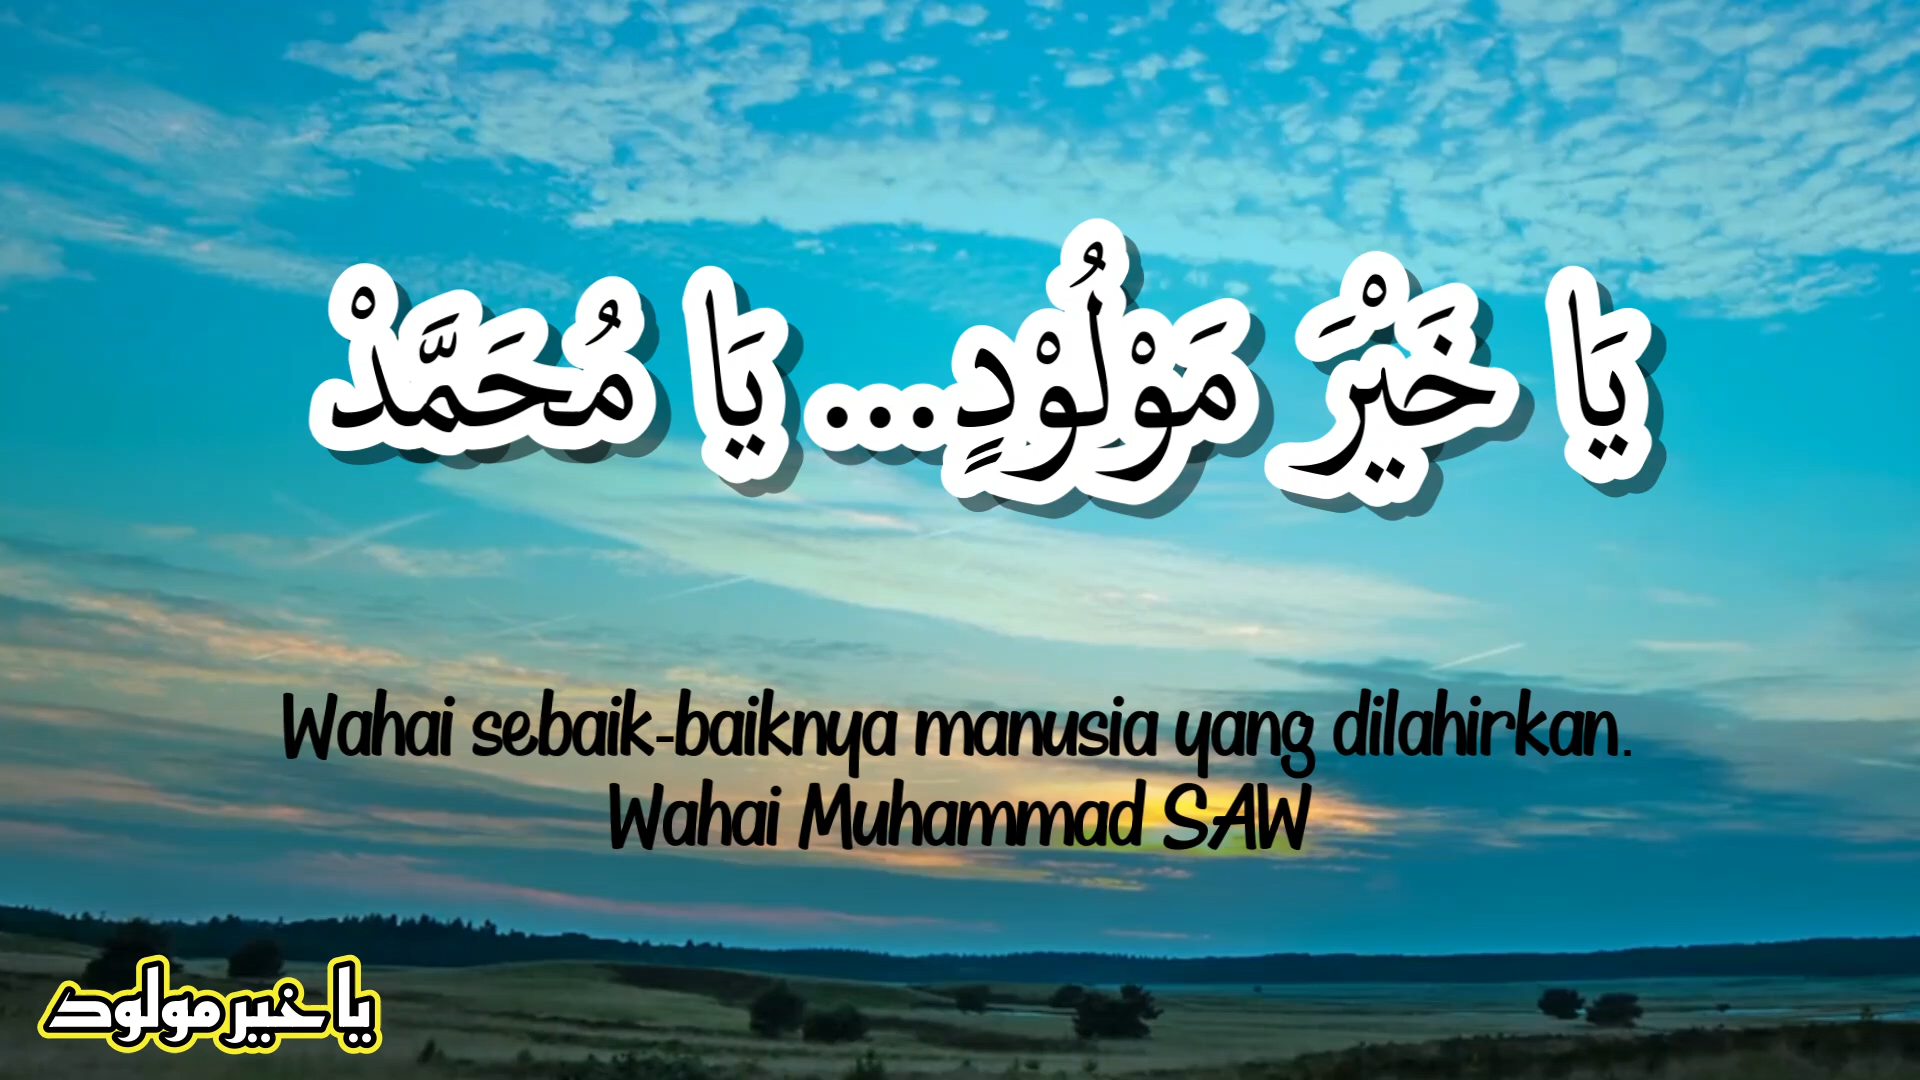 يَا خَيْرَ مَوْلُوْدٍ... يَا مُحَمَّدْ
Wahai sebaik-baiknya manusia yang dilahirkan.
Wahai Muhammad SAW
يا خير مولود